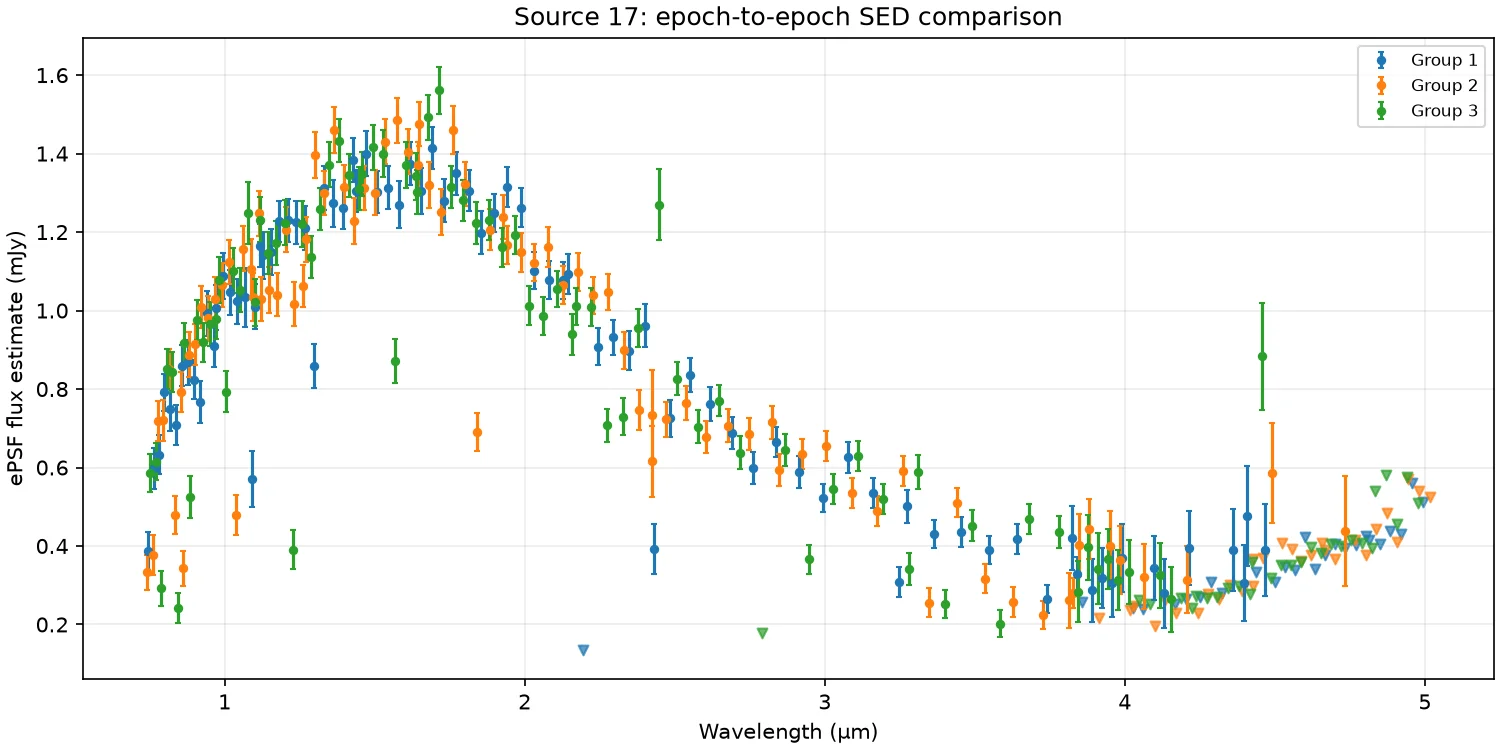 Source 17: epoch-to-epoch SED comparison
Group 1
Group 2
Group 3
ePSF flux estimate (mJy)
1.6
1.4
1.2
1.0
0.8
0.6
0.4
0.2
1 2 3 4 5
Wavelength (μm)